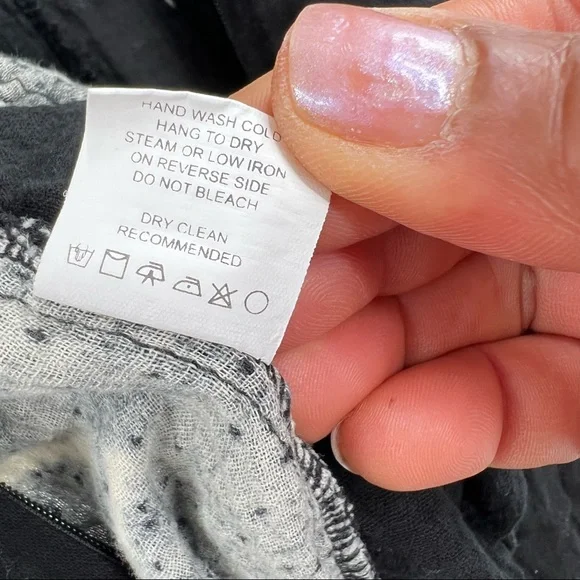 HAND WASH COLD
HANG TO DRY
STEAM OR LOW IRON
ON REVERSE SIDE
DO NOT BLEACH
DRY CLEAN
RECOMMENDED